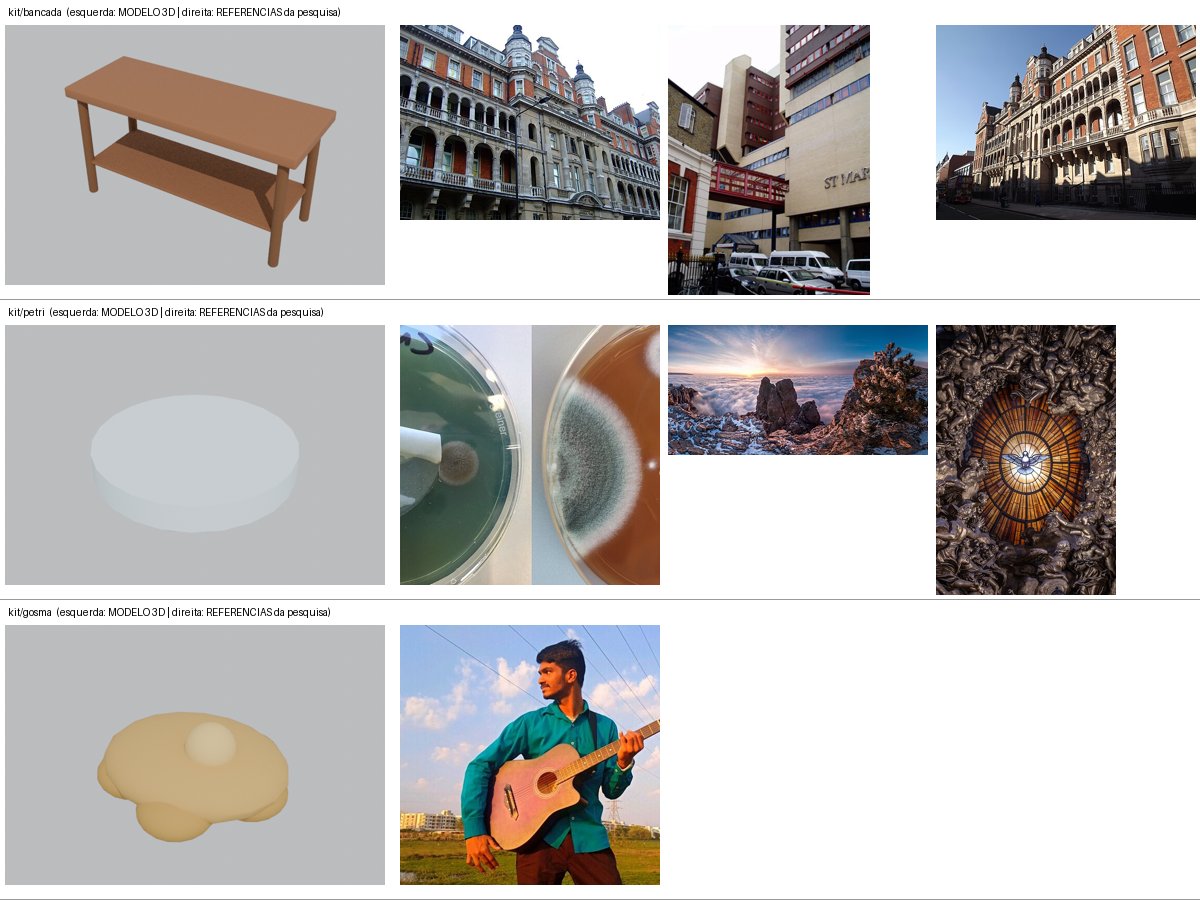 kit/bancada (esquerda: MODELO 3D | direita: REFERENCIAS da pesquisa)
ST MAR
kit/petri (esquerda: MODELO 3D | direita: REFERENCIAS da pesquisa)
kit/gosma (esquerda: MODELO 3D | direita: REFERENCIAS da pesquisa)